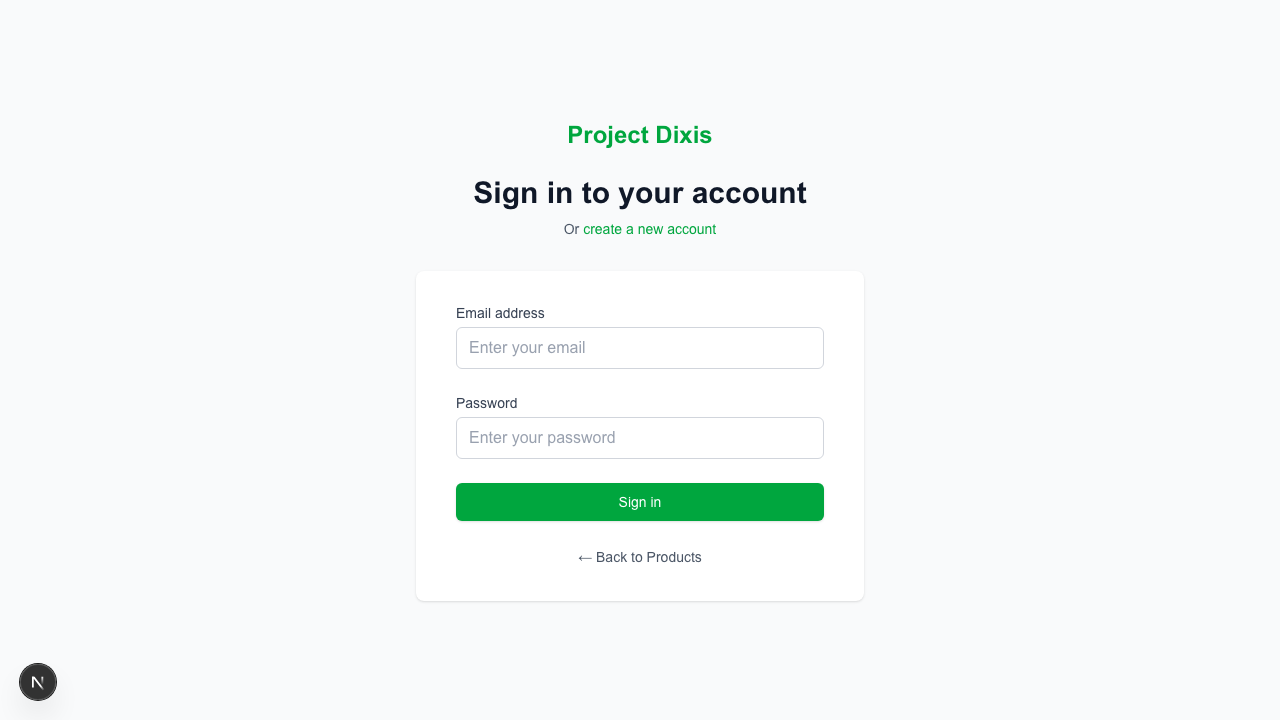 Project Dixis
Sign in to your account
Or create a new account
Email address
Enter your email
Password
Enter your password
Sign in
← Back to Products
N